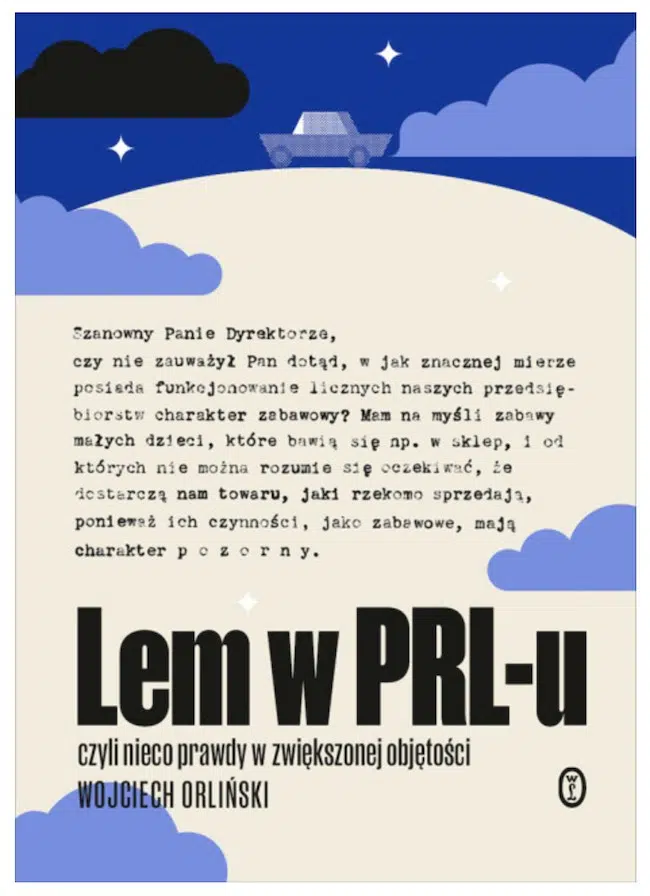 Szanowny Panie Dyrektorze,
czy nie zauważył Pan dotąd, w jak znacznej mierze
posiada funkcjonowanie licznych naszych przedsię-
biorstw charakter zabawowy? Mam na myśli zabawy
małych dzieci, które bawią się np. w sklep, i od
których nie można rozumie się oczekiwać, że
dostarczą nam towaru, jaki rzekomo sprzedają,
ponieważ ich czynności, jako zabawowe, mają
charakter p o z o r n y.
Lem w PRL-u
czyli nieco prawdy w zwiększonej objętości
WOJCIECH ORLIŃSKI
WL